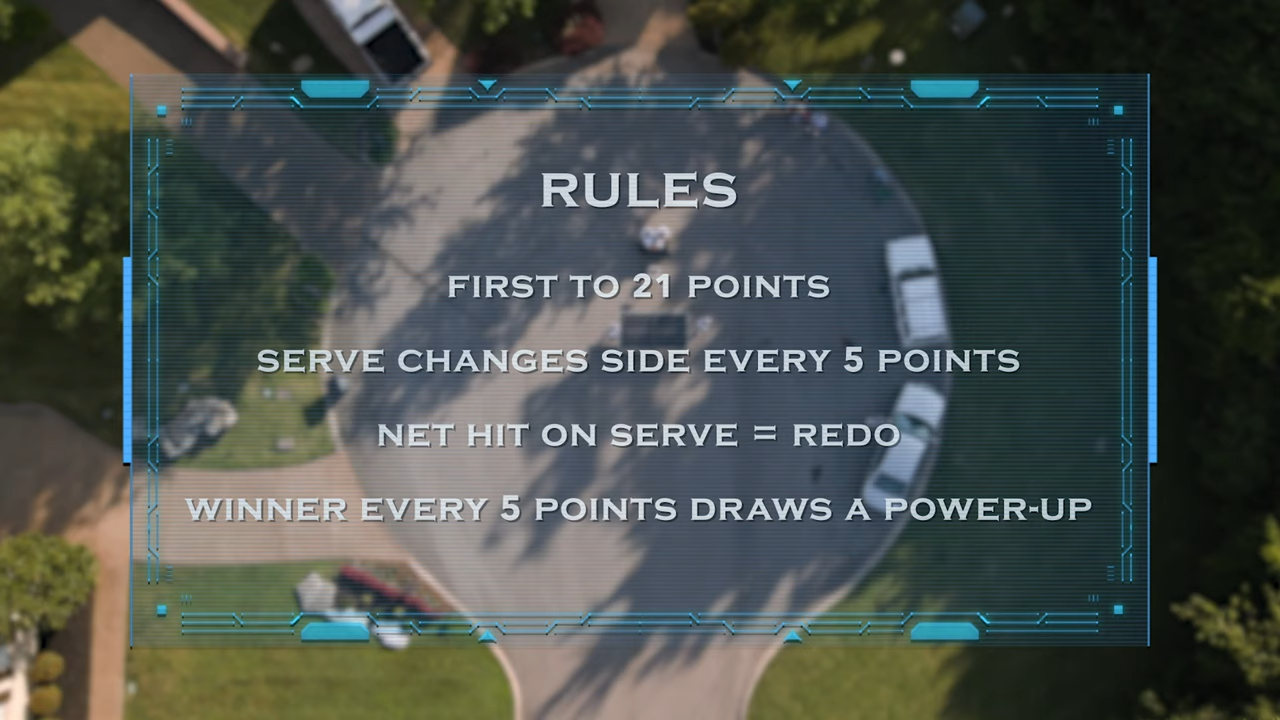 RULES
FIRST TO 21 POINTS
SERVE CHANGES SIDE EVERY 5 POINTS
NET HIT ON SERVE = REDO
WINNER EVERY 5 POINTS DRAWS A POWER-UP